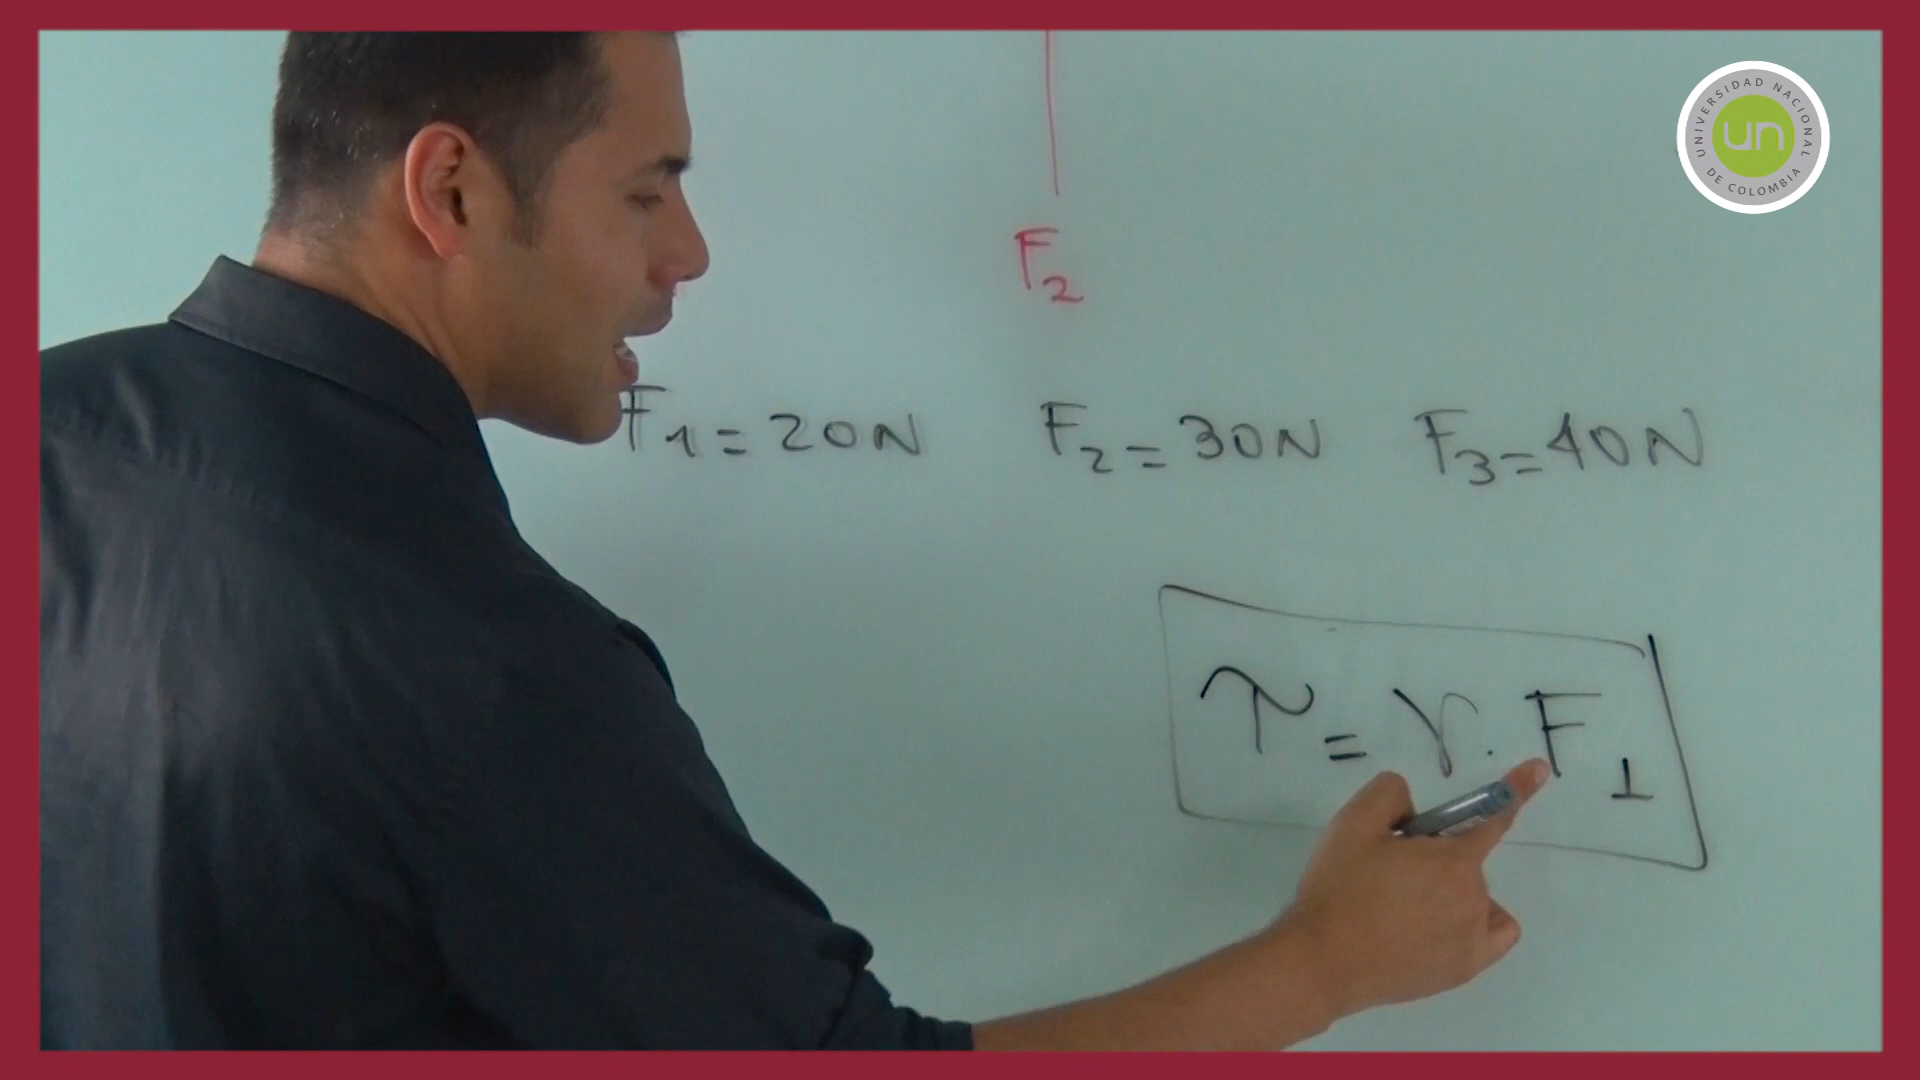 UNIVERSIDAD NACIONAL
DE COLOMBIA
un
F₂
F₁ = 20N F₂ = 30N F₃ = 40N
τ = r · F⊥